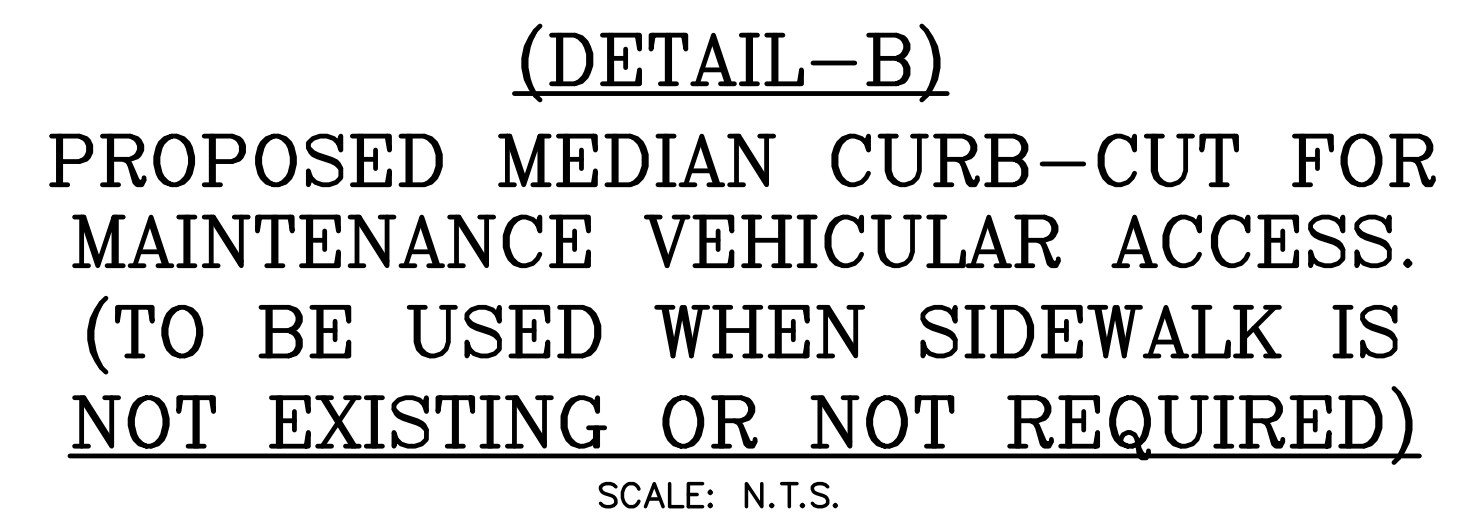 (DETAIL-B)
PROPOSED MEDIAN CURB-CUT FOR
MAINTENANCE VEHICULAR ACCESS.
(TO BE USED WHEN SIDEWALK IS
NOT EXISTING OR NOT REQUIRED)
SCALE: N.T.S.